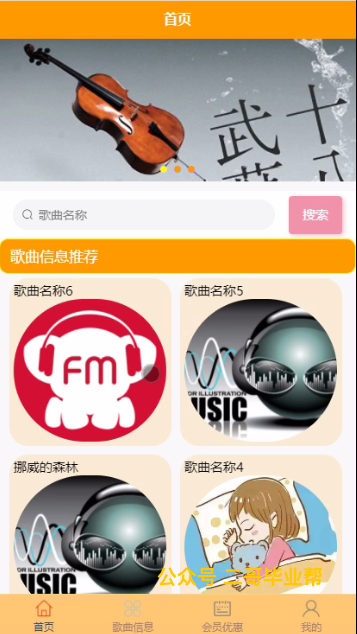 首页
武
十
歌曲名称
搜索
歌曲信息推荐
歌曲名称6
歌曲名称5
FM
OR ILLUSTRATION
MUSIC
挪威的森林
歌曲名称4
OR ILLUSTRATION
公众号 二哥毕业帮
首页
歌曲信息
会员优惠
我的